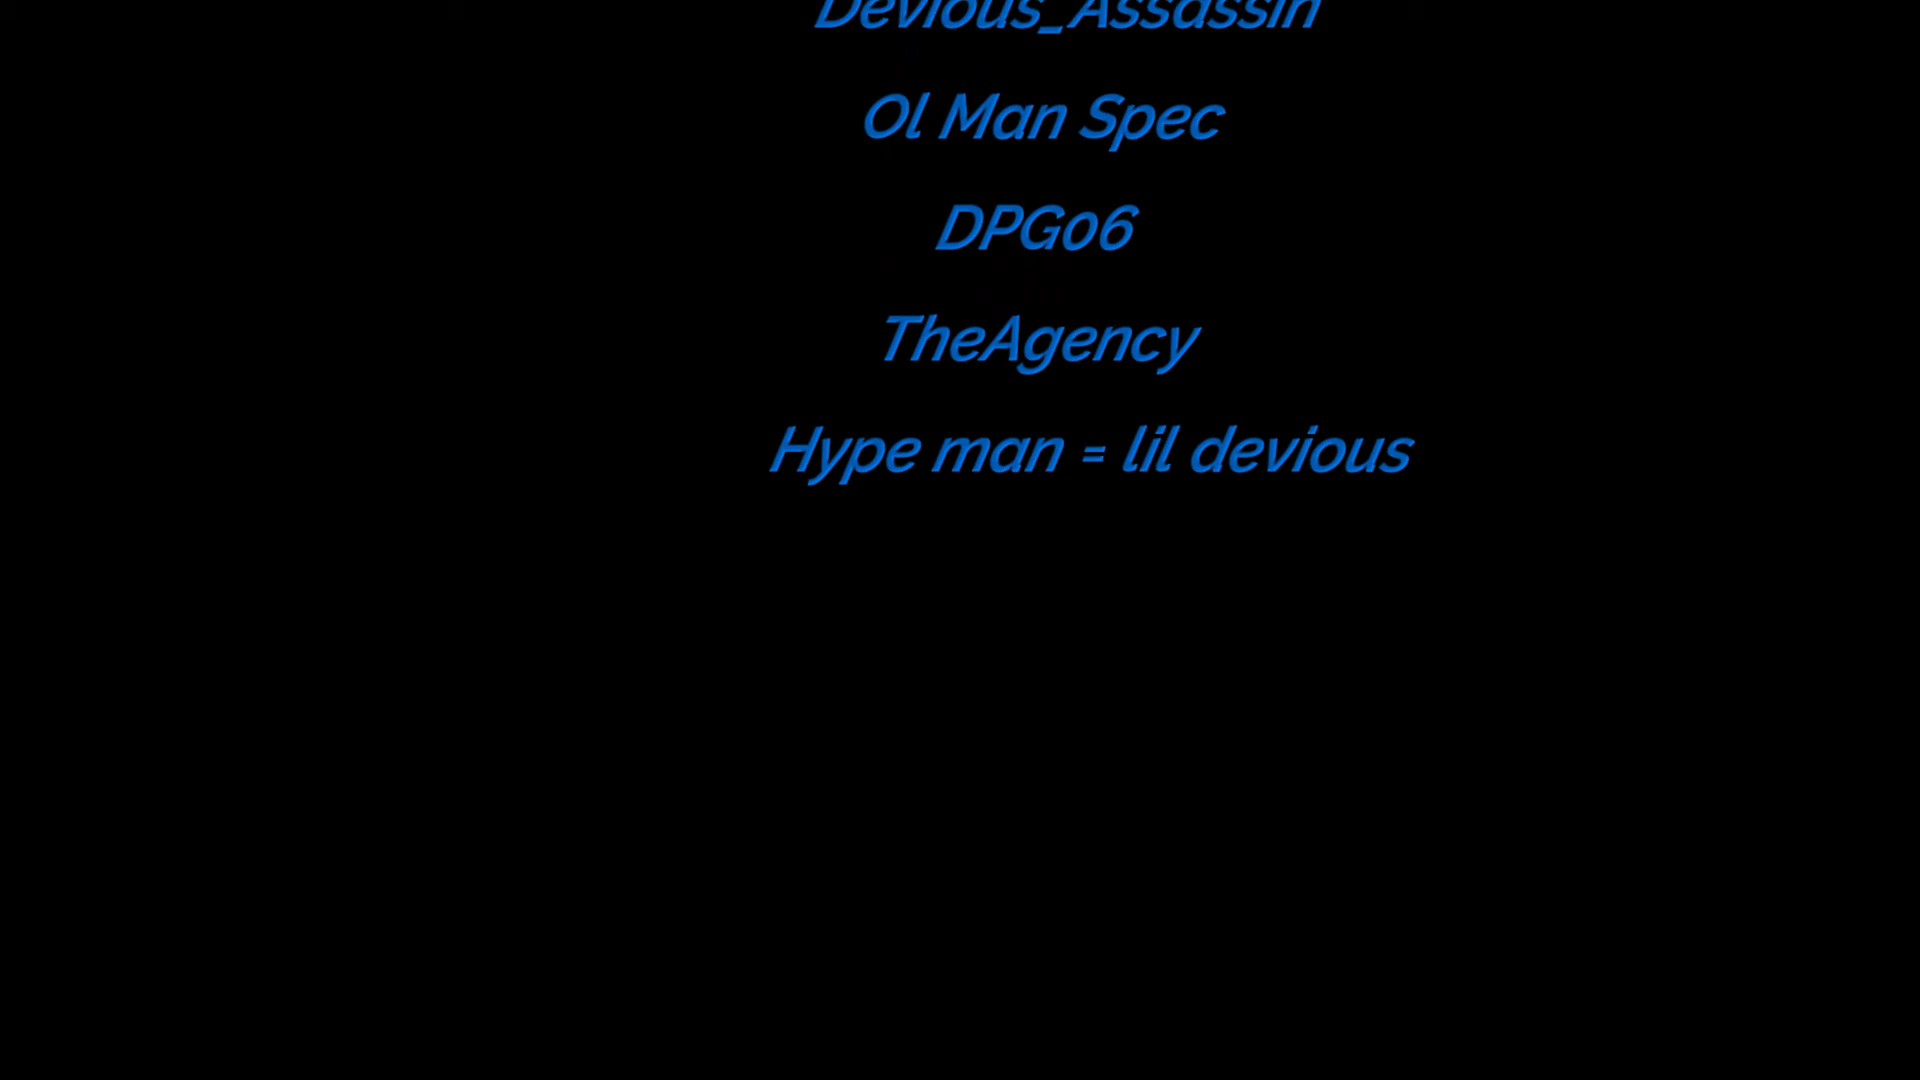 Devious_Assassin
Ol Man Spec
DPG06
TheAgency
Hype man = lil devious